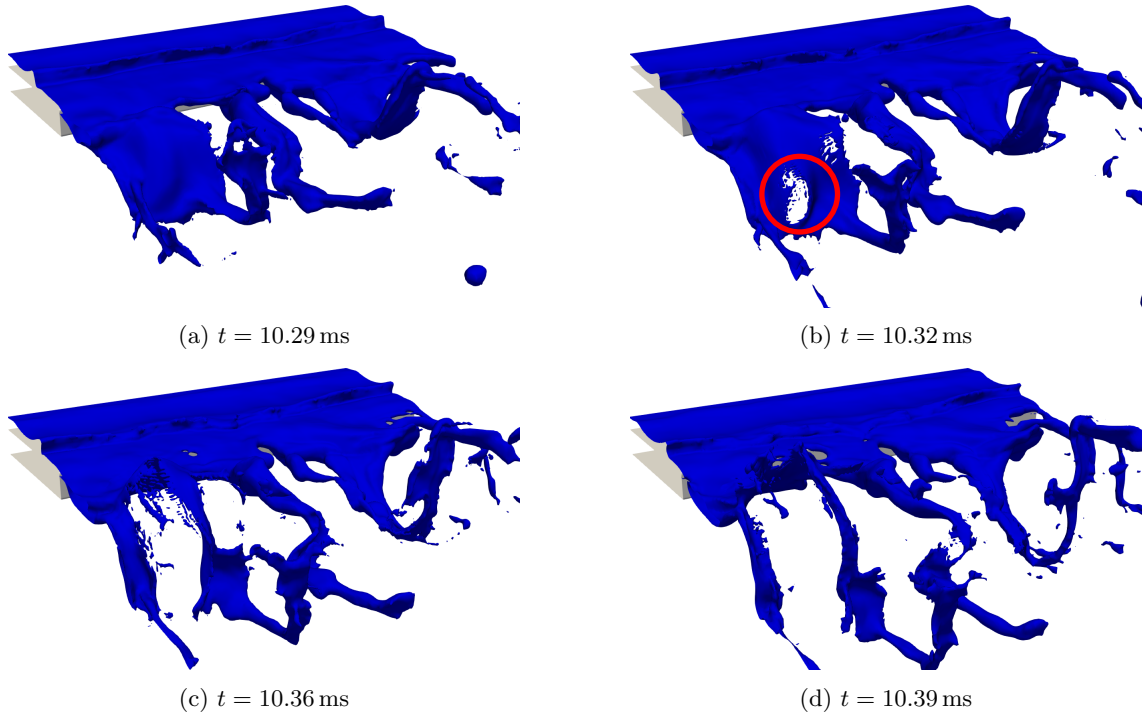 (a) t = 10.29 ms
(b) t = 10.32 ms
(c) t = 10.36 ms
(d) t = 10.39 ms